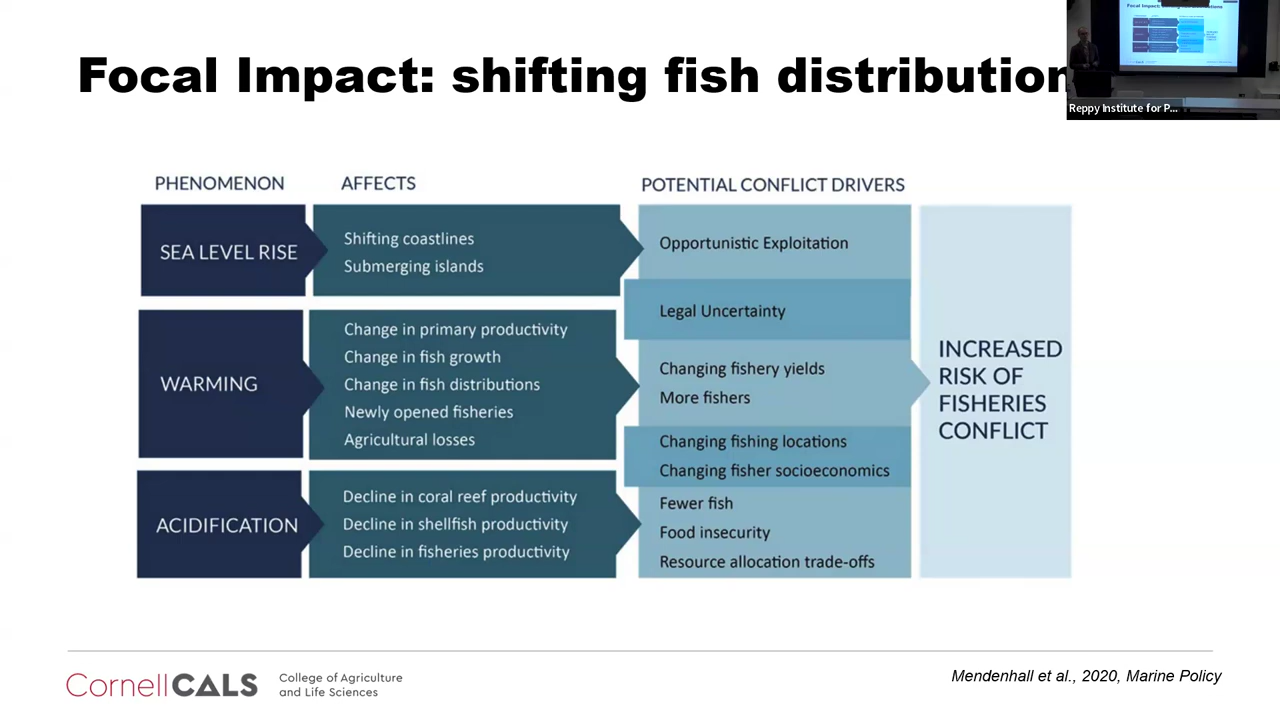 Focal Impact: shifting fish distribution
Reppy Institute for P...
PHENOMENON
AFFECTS
POTENTIAL CONFLICT DRIVERS
SEA LEVEL RISE
Shifting coastlines
Submerging islands
Opportunistic Exploitation
Legal Uncertainty
WARMING
Change in primary productivity
Change in fish growth
Change in fish distributions
Newly opened fisheries
Agricultural losses
Changing fishery yields
More fishers
Changing fishing locations
Changing fisher socioeconomics
ACIDIFICATION
Decline in coral reef productivity
Decline in shellfish productivity
Decline in fisheries productivity
Fewer fish
Food insecurity
Resource allocation trade-offs
INCREASED
RISK OF
FISHERIES
CONFLICT
CornellCALS
College of Agriculture
and Life Sciences
Mendenhall et al., 2020, Marine Policy